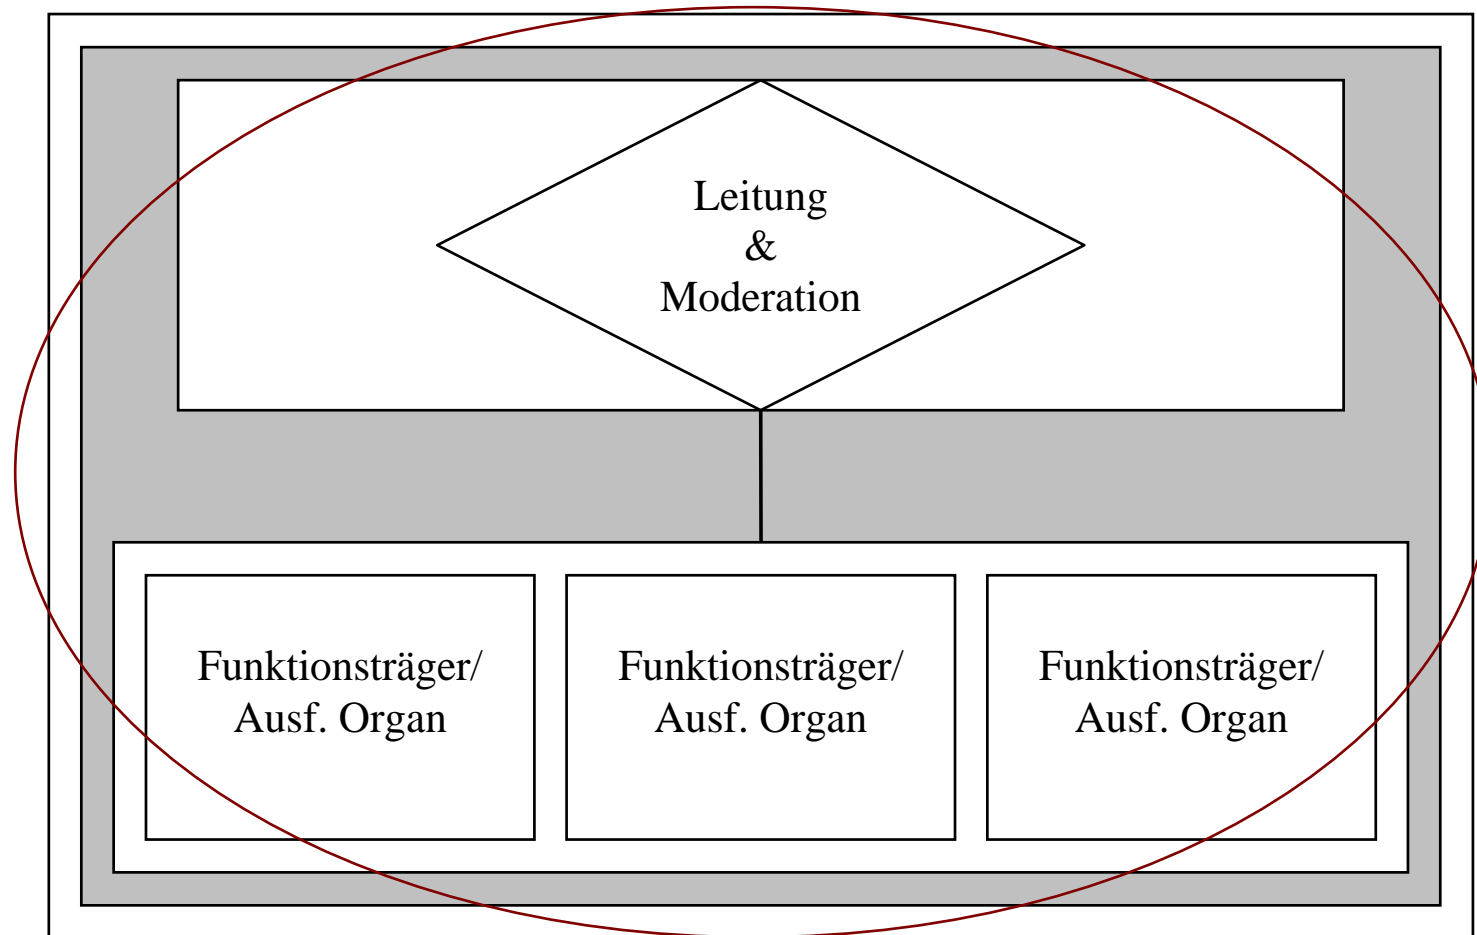 Leitung
&
Moderation
Funktionsträger/
Ausf. Organ
Funktionsträger/
Ausf. Organ
Funktionsträger/
Ausf. Organ